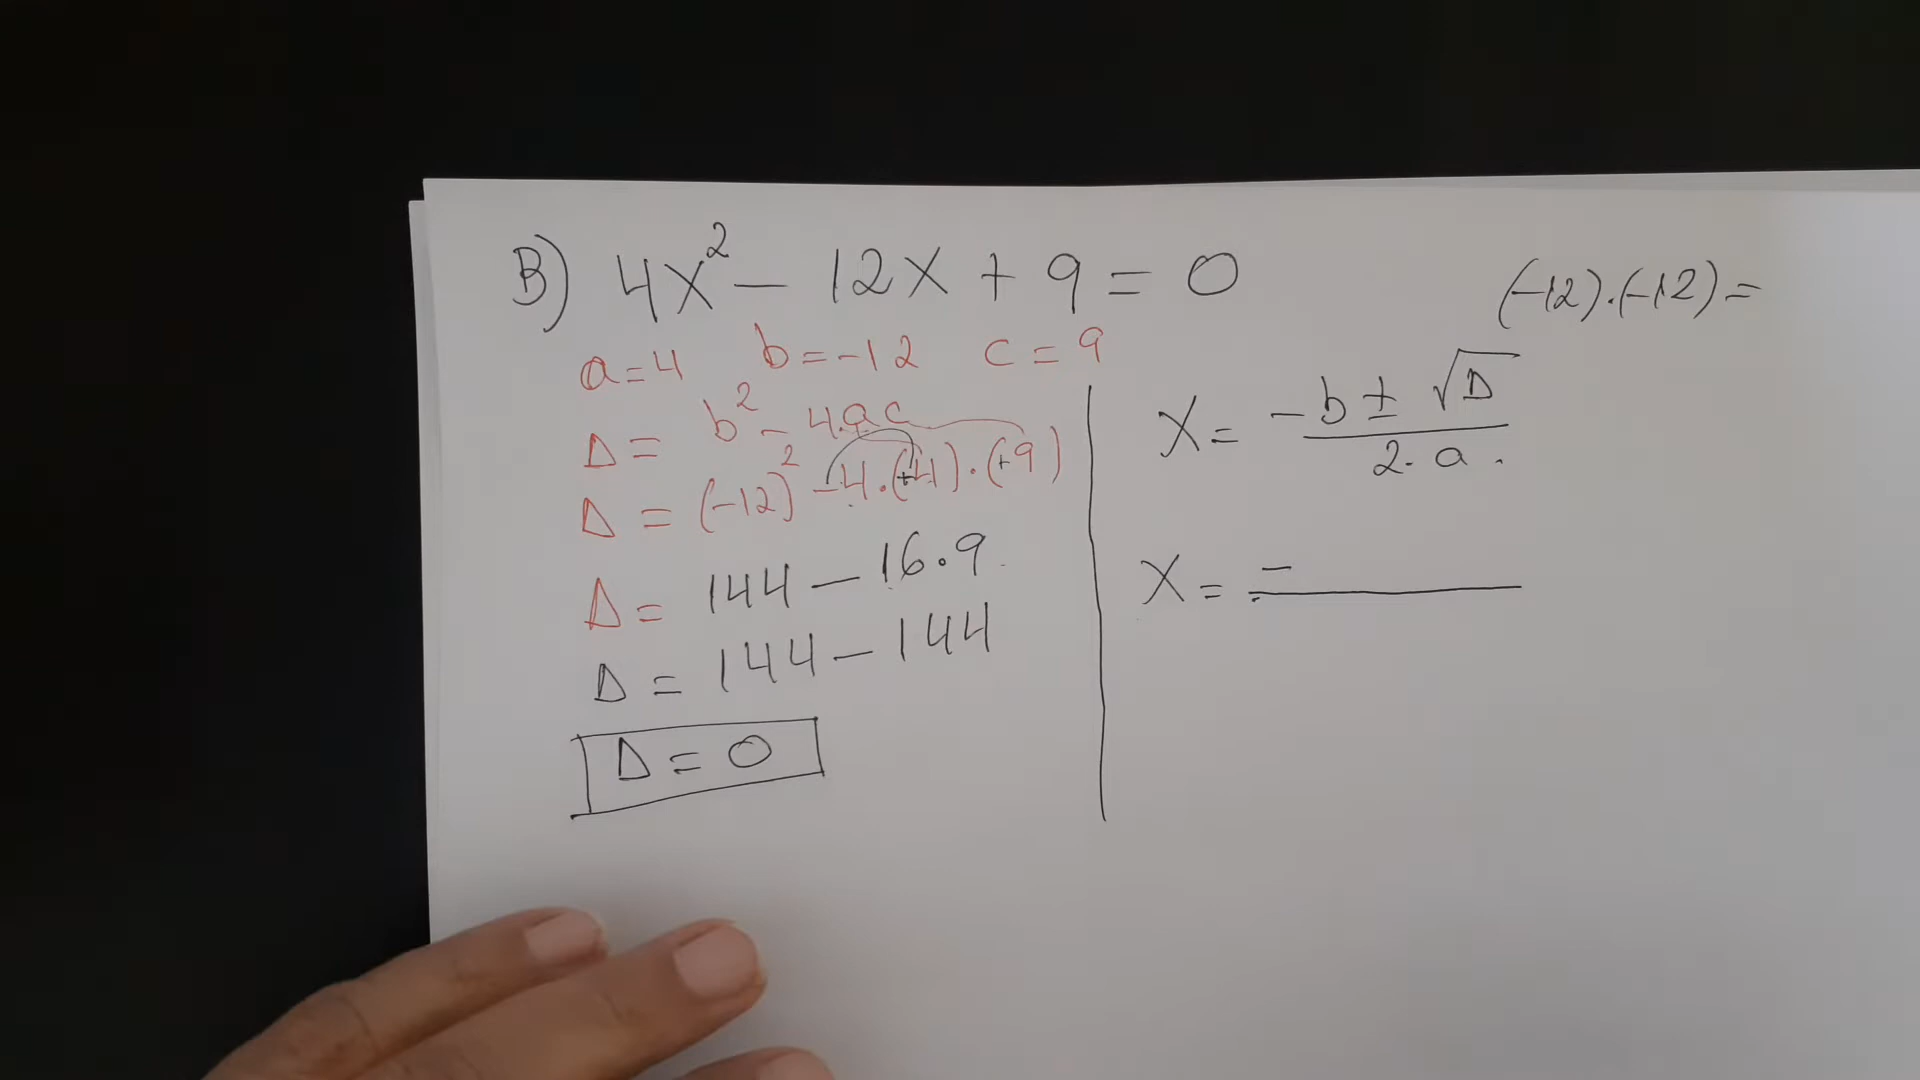 B) 4x² - 12x + 9 = 0
(-12).(-12) =
a = 4 b = -12 c = 9
Δ = b² - 4.ac
Δ = (-12)² - 4.(+4).(+9)
Δ = 144 - 16.9
Δ = 144 - 144
Δ = 0
X = -b ± √Δ / 2.a.
X = -